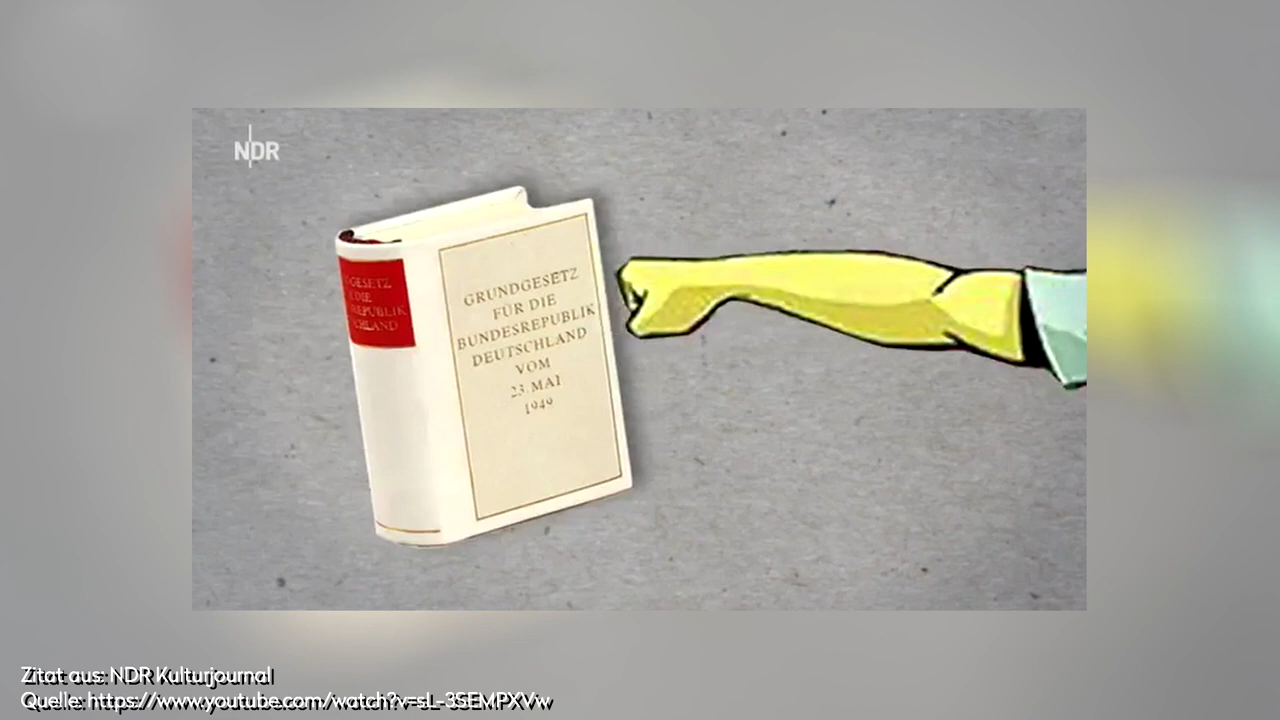 NDR
GESETZ
DIE
REPUBLIK
SCHLAND
GRUNDGESETZ
FÜR DIE
BUNDESREPUBLIK
DEUTSCHLAND
VOM
23. MAI
1949
Zitat aus: NDR Kulturjournal
Quelle: https://www.youtube.com/watch?v=sL-3SEMPXVw